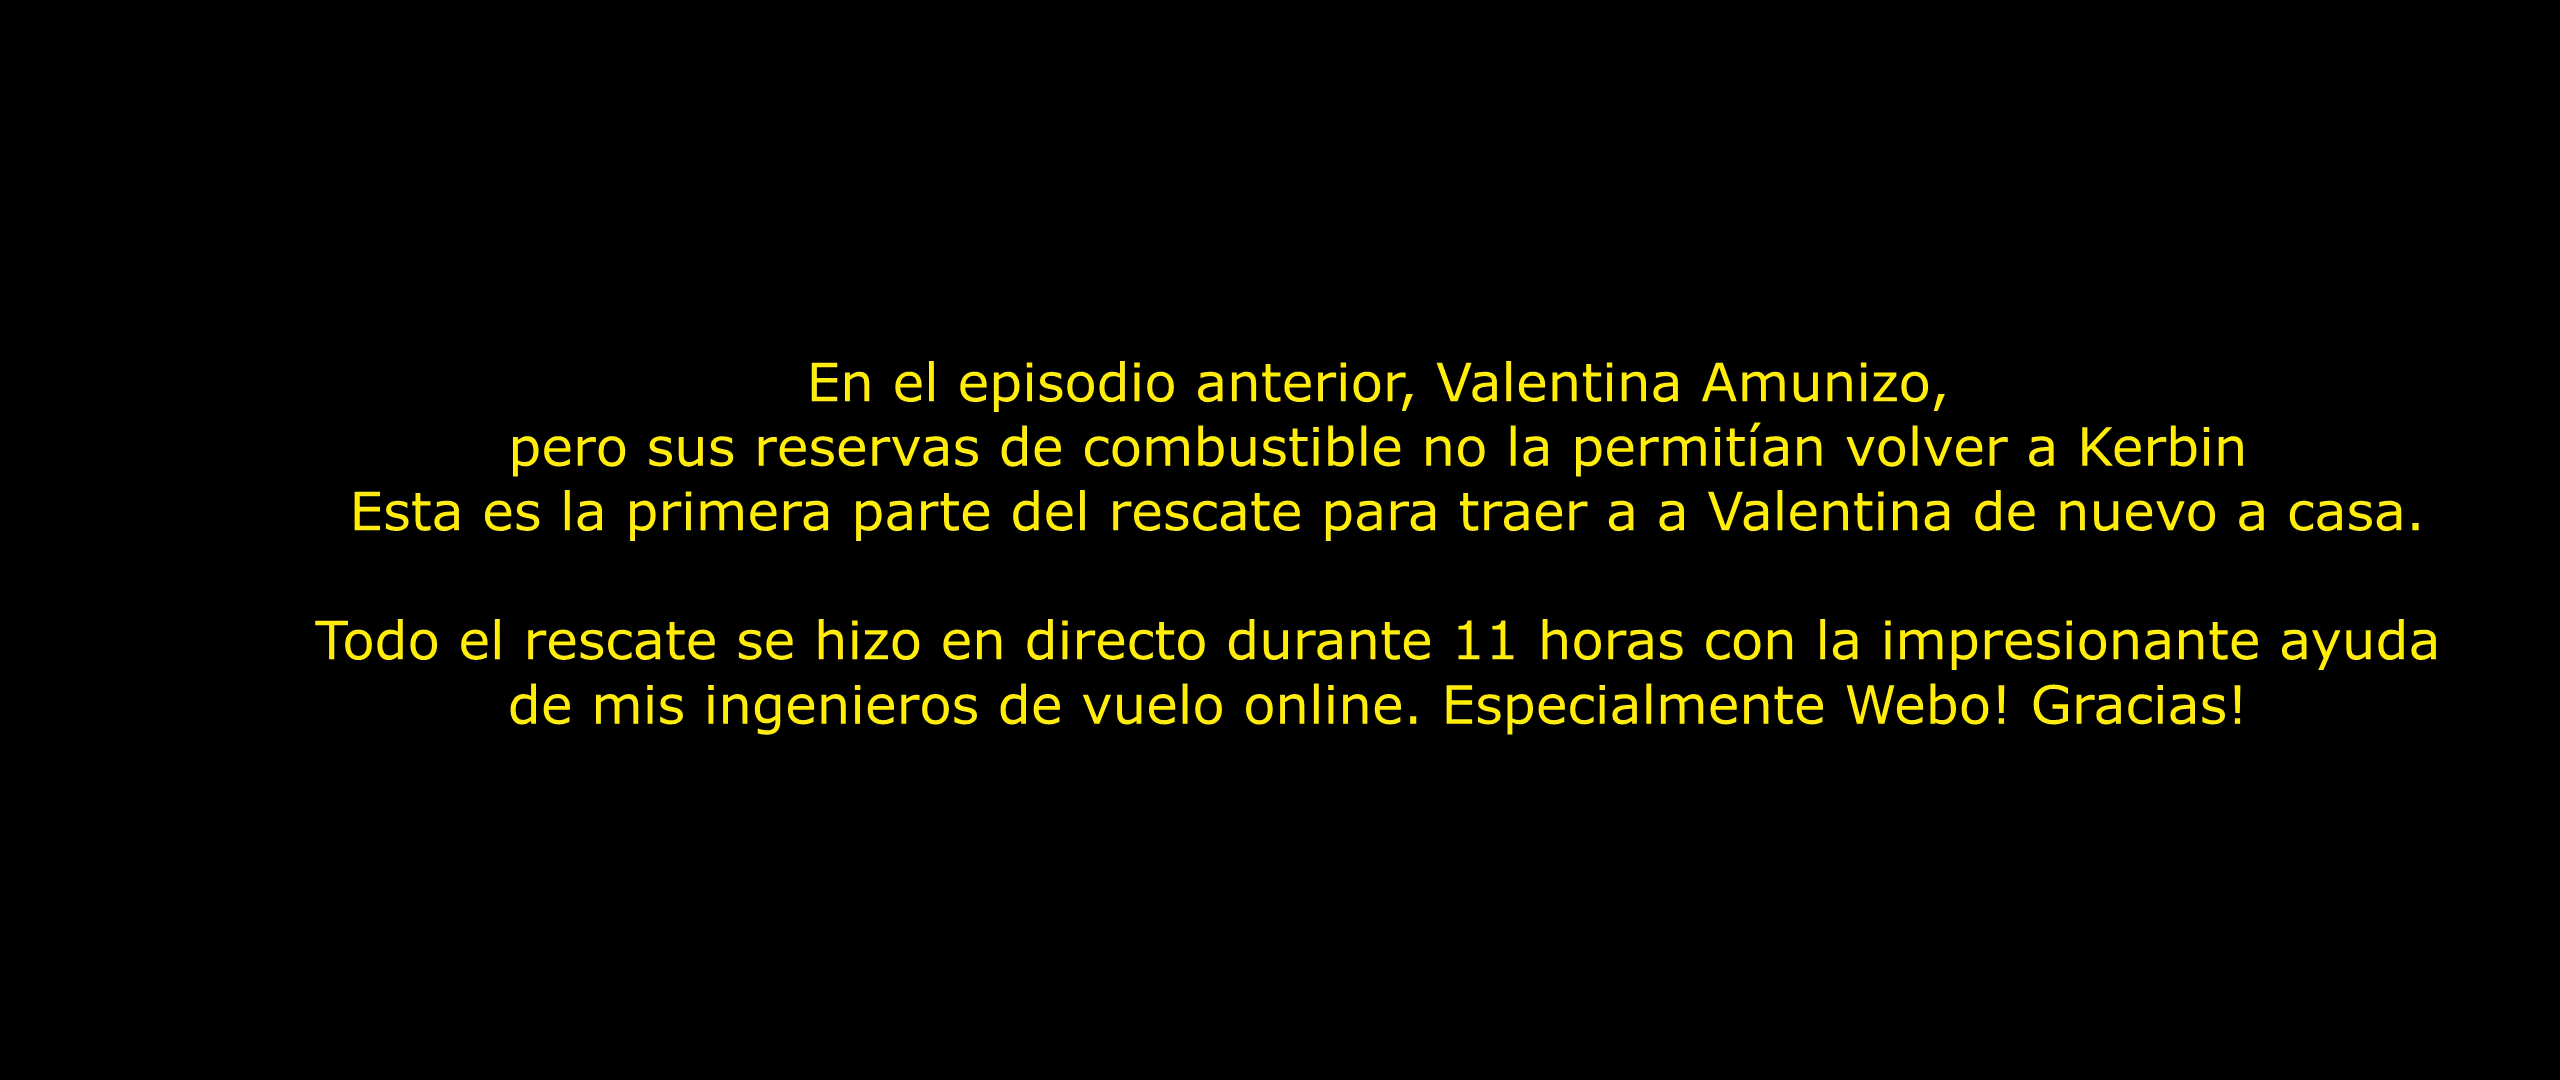 En el episodio anterior, Valentina Amunizo,
pero sus reservas de combustible no la permitían volver a Kerbin
Esta es la primera parte del rescate para traer a a Valentina de nuevo a casa.
Todo el rescate se hizo en directo durante 11 horas con la impresionante ayuda
de mis ingenieros de vuelo online. Especialmente Webo! Gracias!